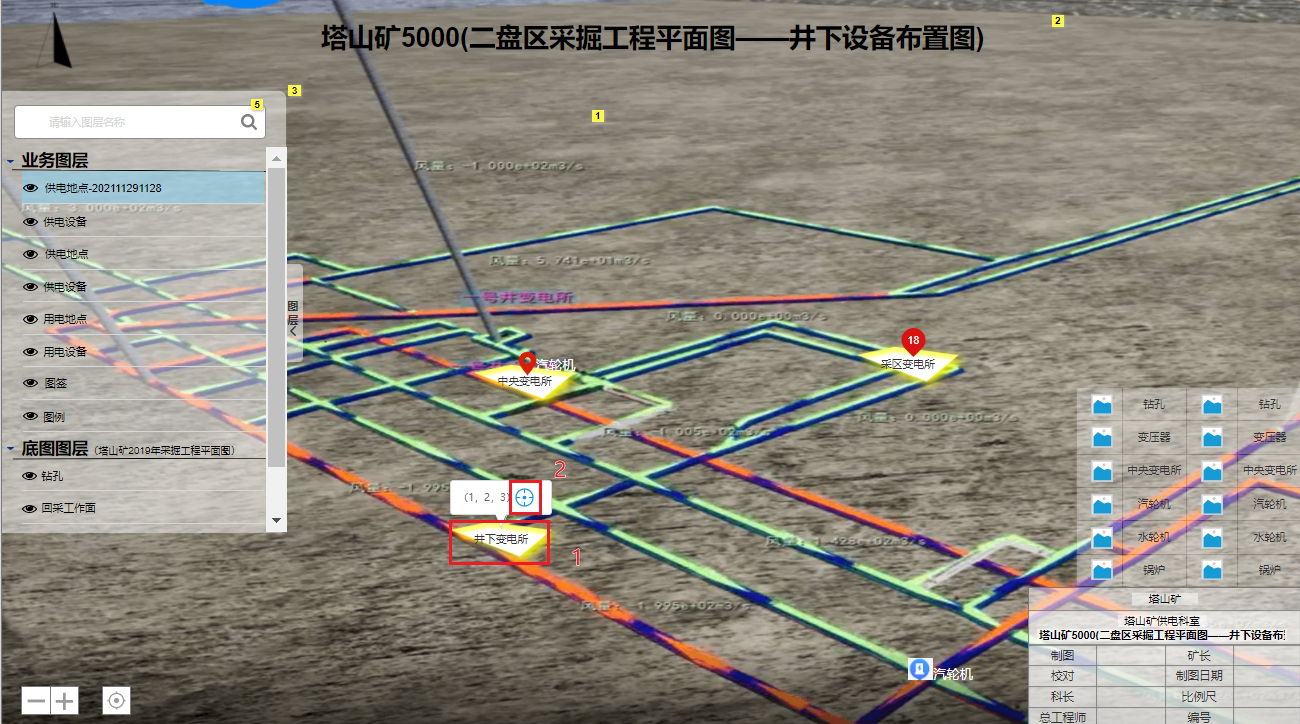 塔山矿5000(二盘区采掘工程平面图——井下设备布置图)
2
3
5
1
请输入图层名称
业务图层
供电地点-202111291128
供电设备
供电地点
供电设备
用电地点
用电设备
图签
图例
底图图层（塔山矿2019年采掘工程平面图）
钻孔
回采工作面
图层
风量: -1.000e+02m3/s
风量: 5.741e+01m3/s
一号井变电所
风量: 0.000e+00m3/s
18
采区变电所
汽轮机
中央变电所
风量: 0.000e+00m3/s
风量: -1.005e+02m3/s
2
(1, 2, 3)
井下变电所
1
风量: 1.428e+02m3/s
风量: -1.995e+02m3/s
汽轮机
钻孔 钻孔
变压器 变压器
中央变电所 中央变电所
汽轮机 汽轮机
水轮机 水轮机
锅炉 锅炉
塔山矿
塔山矿供电科室
塔山矿5000(二盘区采掘工程平面图——井下设备布
制图 矿长
校对 制图日期
科长 比例尺
总工程师 编号